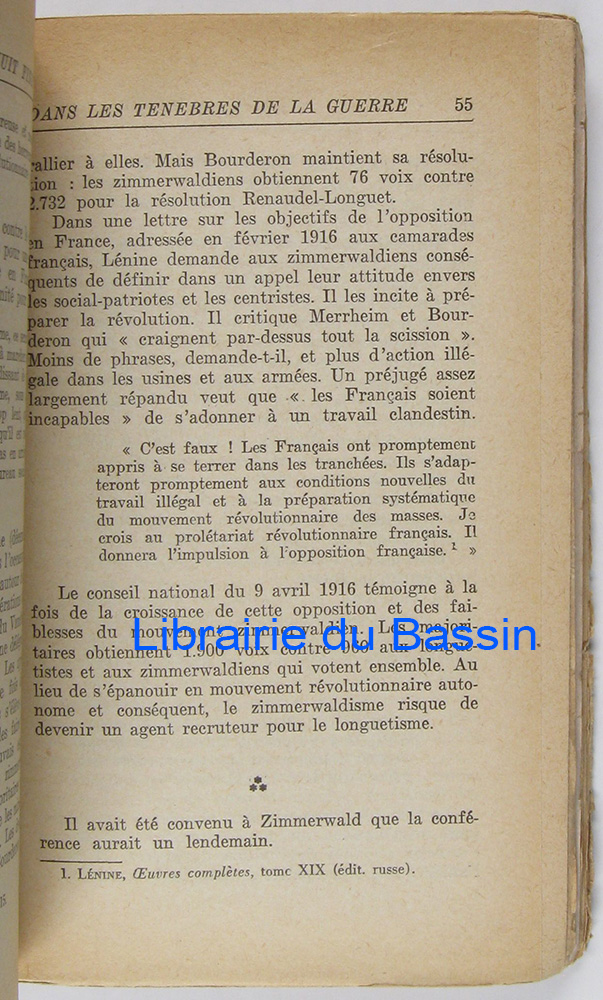 DANS LES TENEBRES DE LA GUERRE 55
rallier à elles. Mais Bourderon maintient sa résolu-
tion : les zimmerwaldiens obtiennent 76 voix contre
2.732 pour la résolution Renaudel-Longuet.
Dans une lettre sur les objectifs de l'opposition
en France, adressée en février 1916 aux camarades
français, Lénine demande aux zimmerwaldiens consé-
quents de définir dans un appel leur attitude envers
les social-patriotes et les centristes. Il les incite à pré-
parer la révolution. Il critique Merrheim et Bour-
deron qui « craignent par-dessus tout la scission ».
Moins de phrases, demande-t-il, et plus d'action illé-
gale dans les usines et aux armées. Un préjugé assez
largement répandu veut que « les Français soient
incapables » de s'adonner à un travail clandestin.
« C'est faux ! Les Français ont promptement
appris à se terrer dans les tranchées. Ils s'adap-
teront promptement aux conditions nouvelles du
travail illégal et à la préparation systématique
du mouvement révolutionnaire des masses. Je
crois au prolétariat révolutionnaire français. Il
donnera l'impulsion à l'opposition française. 1 »
Le conseil national du 9 avril 1916 témoigne à la
fois de la croissance de cette opposition et des fai-
blesses du mouvement zimmerwaldien. Les majori-
taires obtiennent 1.900 voix contre 960 aux longue-
tistes et aux zimmerwaldiens qui votent ensemble. Au
lieu de s'épanouir en mouvement révolutionnaire auto-
nome et conséquent, le zimmerwaldisme risque de
devenir un agent recruteur pour le longuetisme.
Il avait été convenu à Zimmerwald que la confé-
rence aurait un lendemain.
1. LÉNINE, Œuvres complètes, tome XIX (édit. russe).
Librairie du Bassin